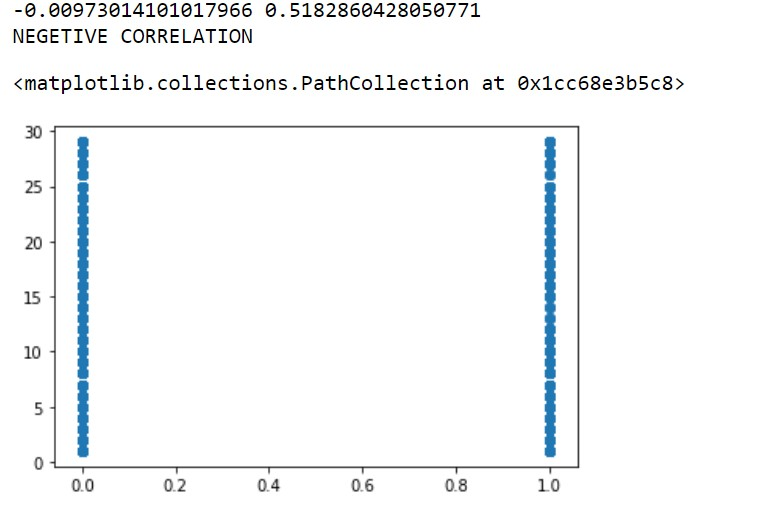 -0.00973014101017966 0.5182860428050771
NEGETIVE CORRELATION
<matplotlib.collections.PathCollection at 0x1cc68e3b5c8>
30
25
20
15
10
5
0
0.0 0.2 0.4 0.6 0.8 1.0